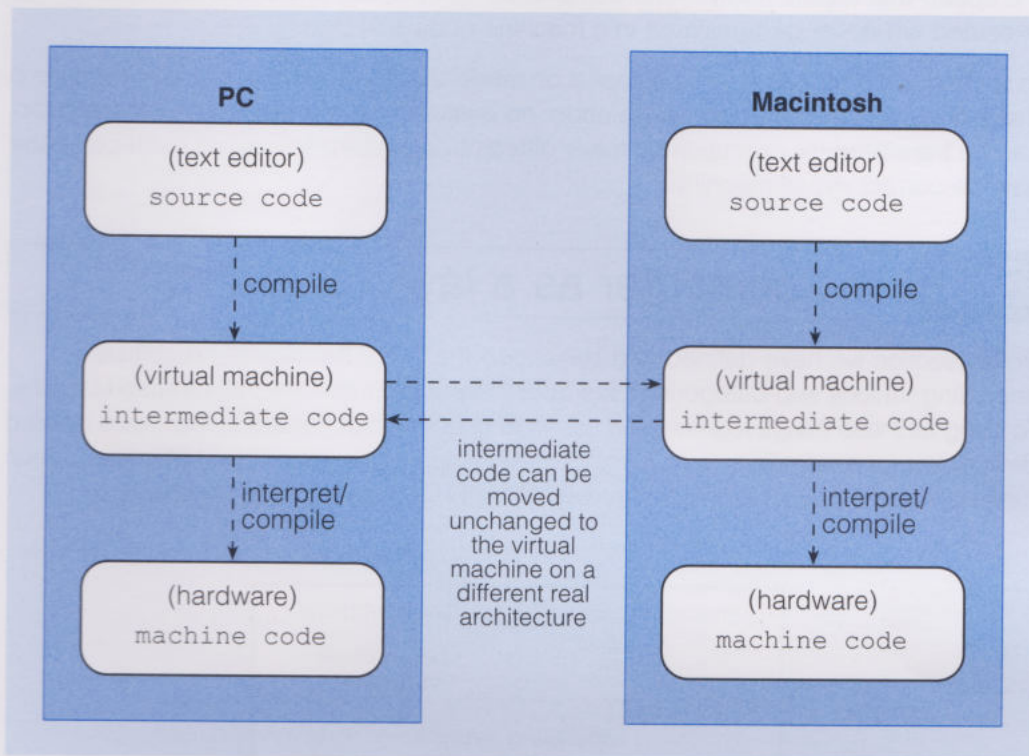 PC
(text editor)
source code
compile
(virtual machine)
intermediate code
interpret/
compile
(hardware)
machine code
intermediate
code can be
moved
unchanged to
the virtual
machine on a
different real
architecture
Macintosh
(text editor)
source code
compile
(virtual machine)
intermediate code
interpret/
compile
(hardware)
machine code